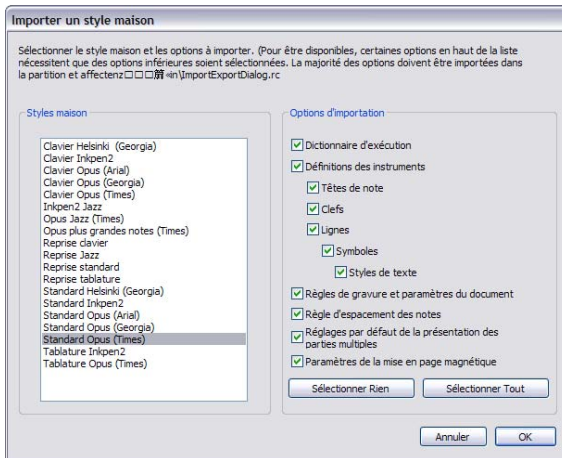 Importer un style maison
Sélectionner le style maison et les options à importer. (Pour être disponibles, certaines options en haut de la liste
nécessitent que des options inférieures soient sélectionnées. La majorité des options doivent être importées dans
la partition et affectenz□□□箭«in\ImportExportDialog.rc
Styles maison
Clavier Helsinki (Georgia)
Clavier Inkpen2
Clavier Opus (Arial)
Clavier Opus (Georgia)
Clavier Opus (Times)
Inkpen2 Jazz
Opus Jazz (Times)
Opus plus grandes notes (Times)
Reprise clavier
Reprise Jazz
Reprise standard
Reprise tablature
Standard Helsinki (Georgia)
Standard Inkpen2
Standard Opus (Arial)
Standard Opus (Georgia)
Standard Opus (Times)
Tablature Inkpen2
Tablature Opus (Times)
Options d'importation
Dictionnaire d'exécution
Définitions des instruments
Têtes de note
Clefs
Lignes
Symboles
Styles de texte
Règles de gravure et paramètres du document
Règle d'espacement des notes
Réglages par défaut de la présentation des
parties multiples
Paramètres de la mise en page magnétique
Sélectionner Rien
Sélectionner Tout
Annuler
OK